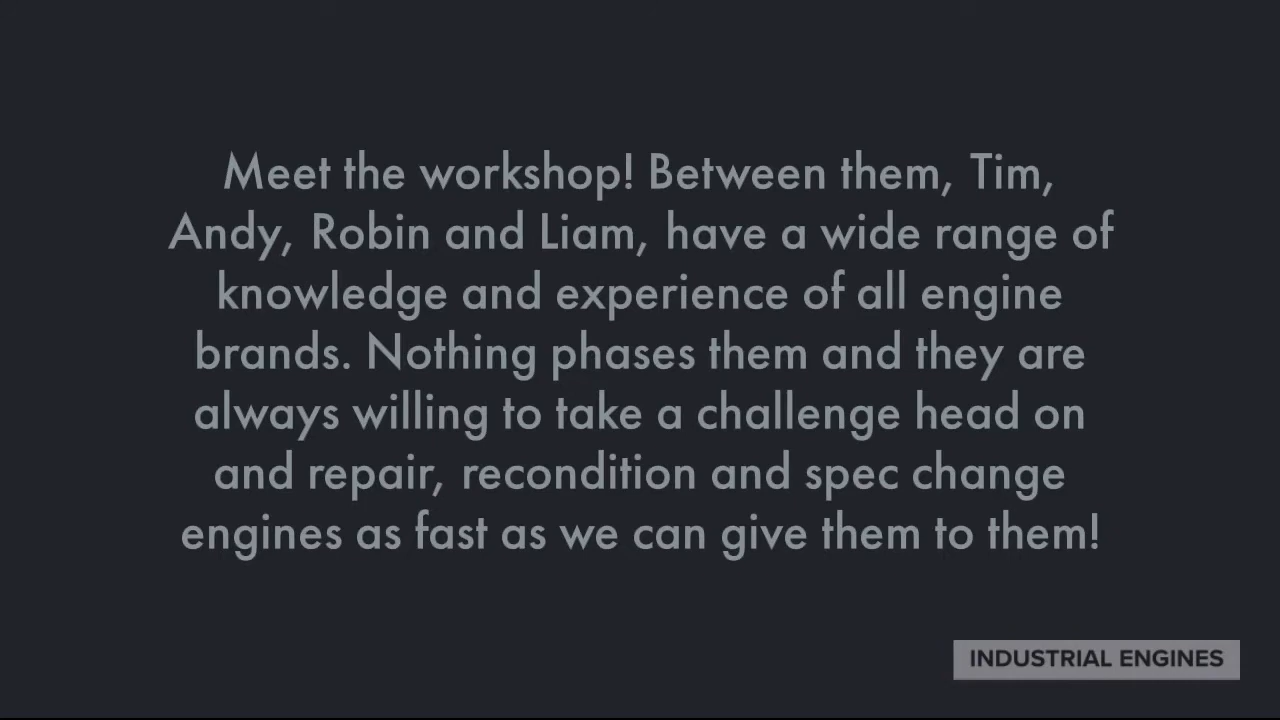 Meet the workshop! Between them, Tim,
Andy, Robin and Liam, have a wide range of
knowledge and experience of all engine
brands. Nothing phases them and they are
always willing to take a challenge head on
and repair, recondition and spec change
engines as fast as we can give them to them!
INDUSTRIAL ENGINES